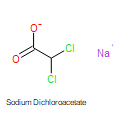 O⁻
Cl
O
Na⁺
Cl
Sodium Dichloroacetate